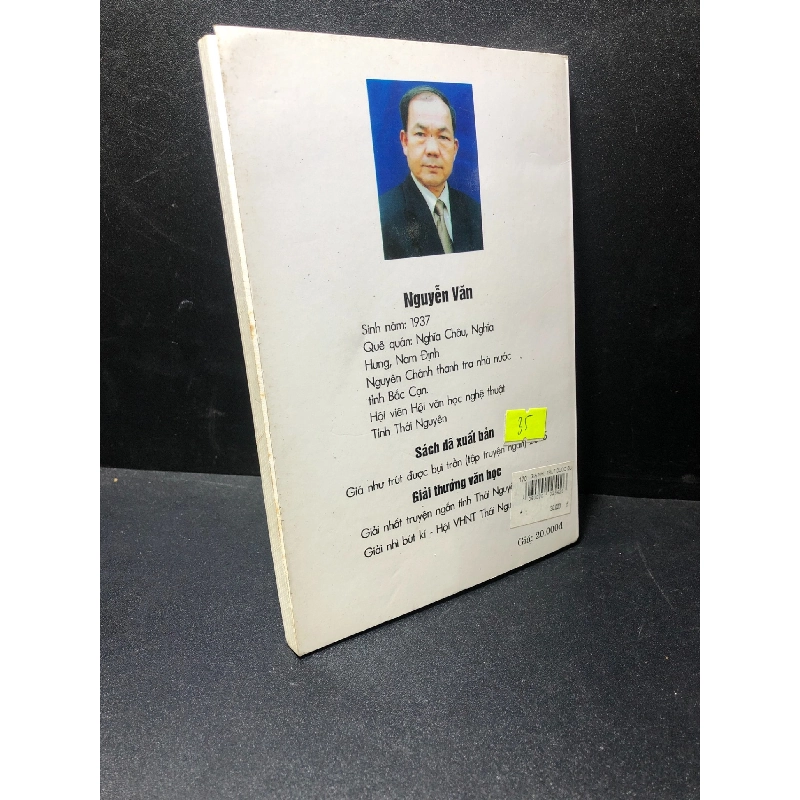 Nguyễn Văn
Sinh năm: 1937
Quê quán: Nghĩa Châu, Nghĩa
Hưng, Nam Định
Nguyên Chánh thanh tra nhà nước
tỉnh Bắc Cạn.
Hội viên Hội văn học nghệ thuật
Tỉnh Thái Nguyên
35
Sách đã xuất bản
Giá như trút được bụi trần (tập truyện ngắn)
Giải thưởng văn học
Giải nhất truyện ngắn tỉnh Thái Nguyê
Giải nhì bút kí - Hội VHNT Thái Ngu
Giá: 20.000đ